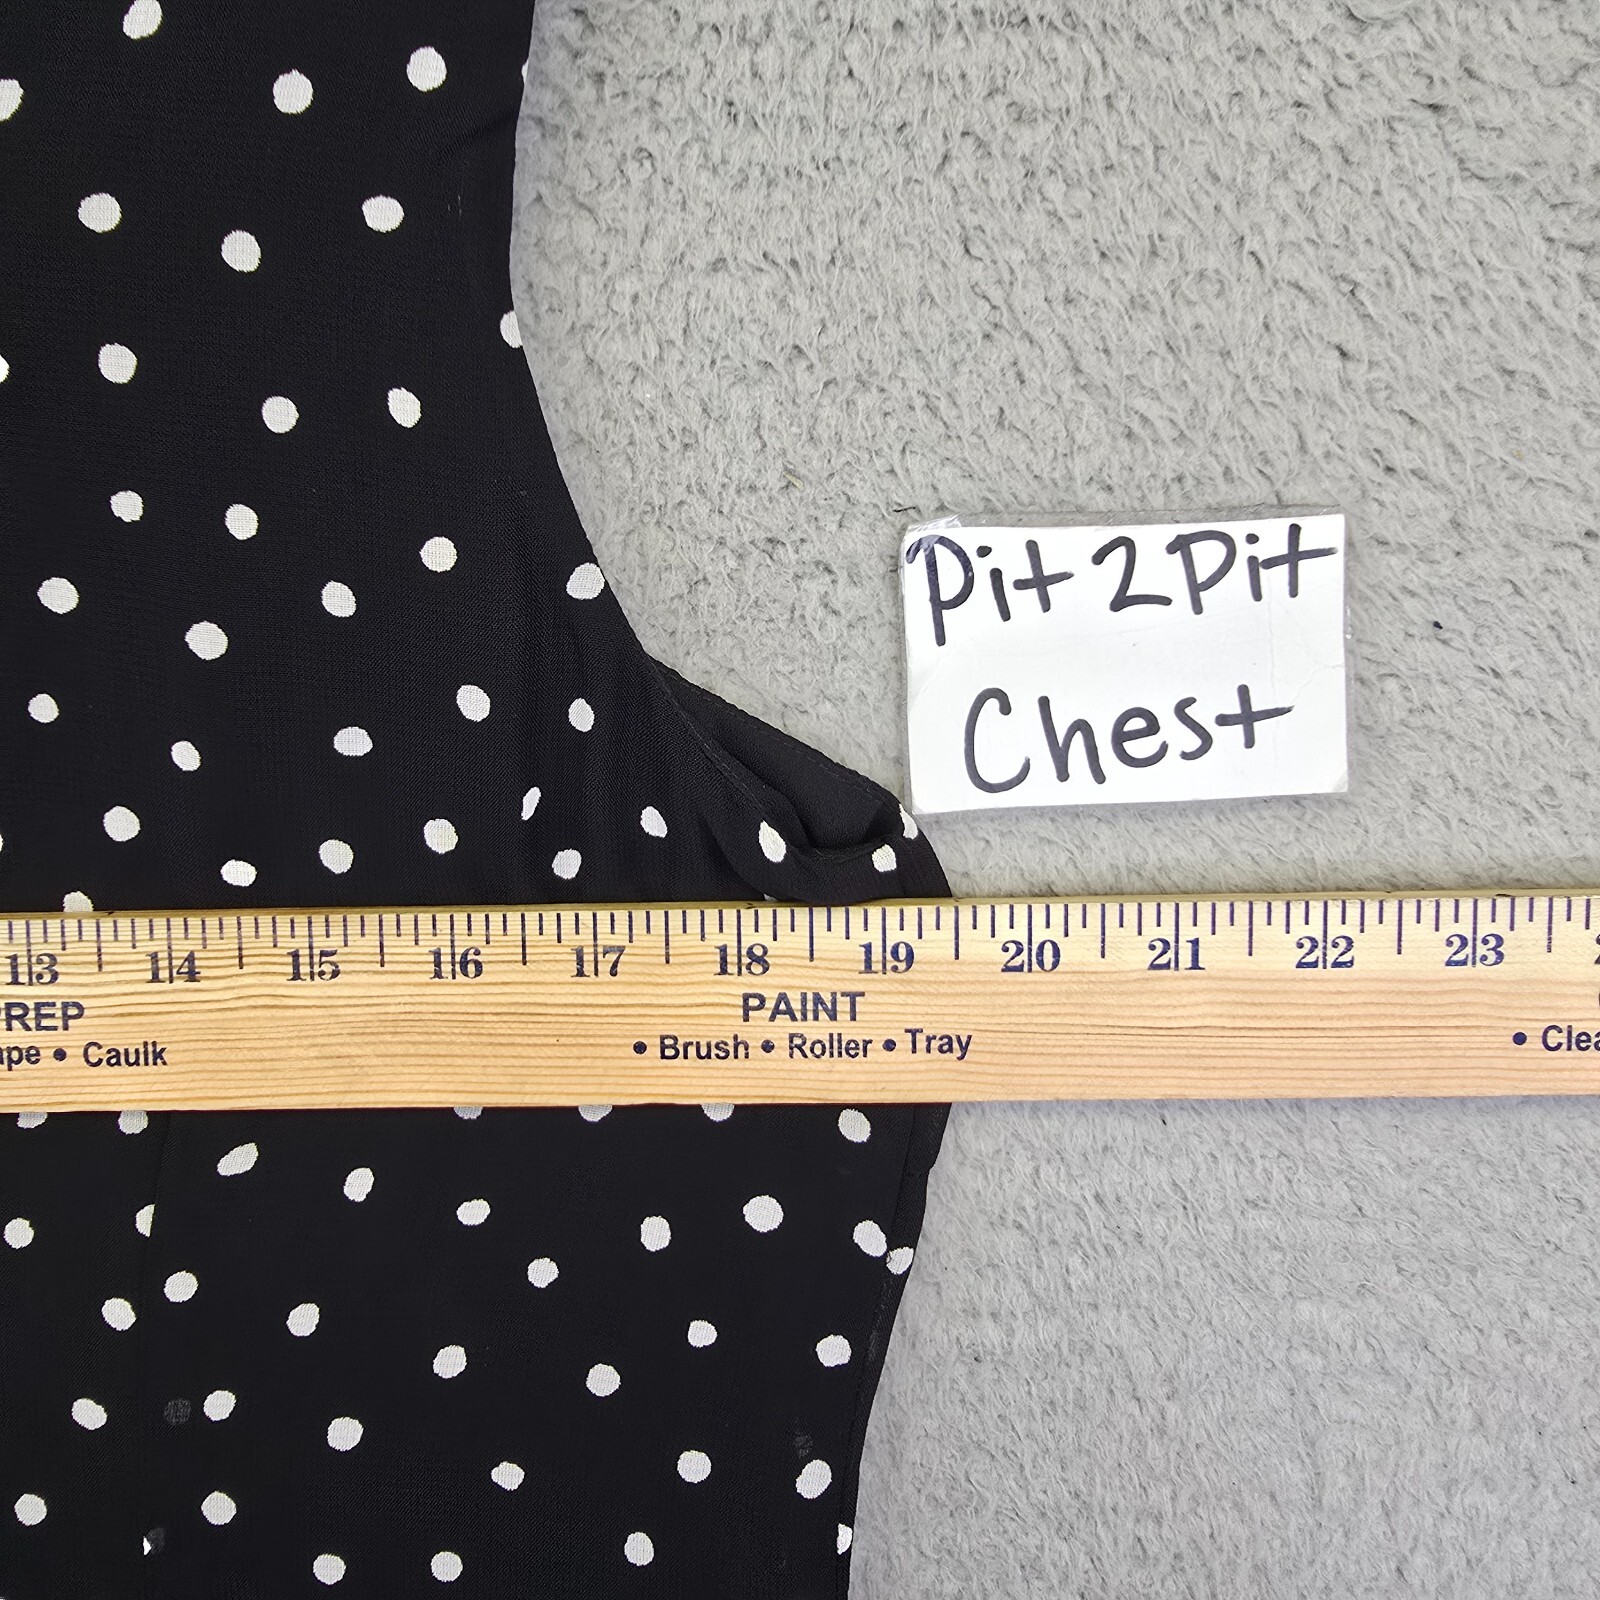 Pit 2 Pit
Chest
13 14 15 16 17 18 19 20 21 22 23
PAINT
• Caulk
• Brush • Roller • Tray